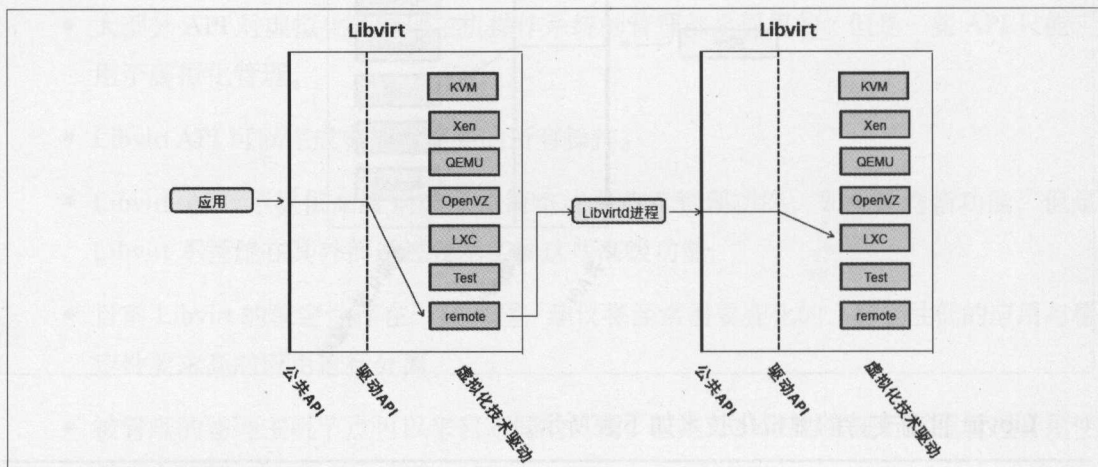 Libvirt
Libvirt
KVM
Xen
QEMU
OpenVZ
LXC
Test
remote
应用
Libvirtd进程
KVM
Xen
QEMU
OpenVZ
LXC
Test
remote
公共API
驱动API
虚拟化技术驱动
公共API
驱动API
虚拟化技术驱动